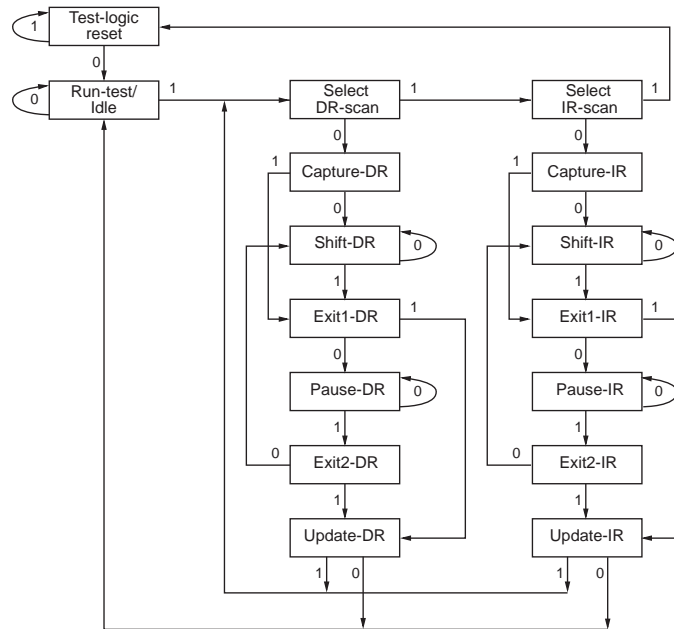 Test-logic
reset
1
0
Run-test/
Idle
0
1
Select
DR-scan
1
Select
IR-scan
1
0
0
1
Capture-DR
1
Capture-IR
0
0
Shift-DR
0
Shift-IR
0
1
1
Exit1-DR
1
Exit1-IR
1
0
0
Pause-DR
0
Pause-IR
0
1
1
0
Exit2-DR
0
Exit2-IR
1
1
Update-DR
Update-IR
1
0
1
0